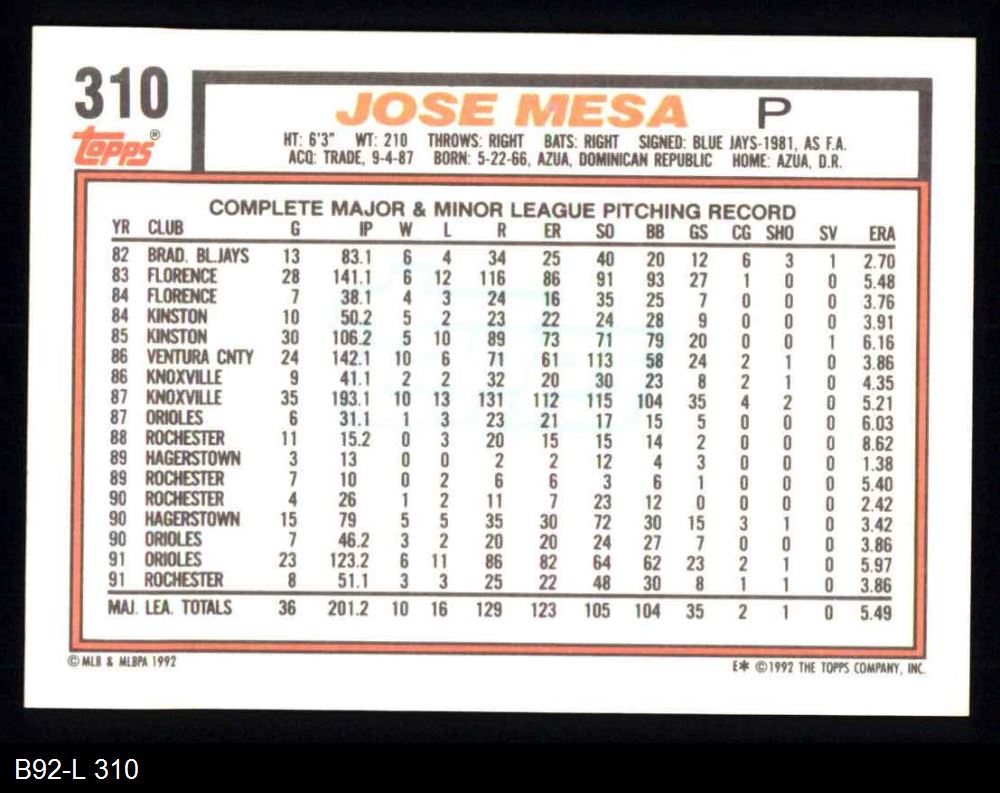 310
JOSE MESA P
topps®
HT: 6'3" WT: 210 THROWS: RIGHT BATS: RIGHT SIGNED: BLUE JAYS-1981, AS F.A.
ACQ: TRADE, 9-4-87 BORN: 5-22-66, AZUA, DOMINICAN REPUBLIC HOME: AZUA, D.R.
COMPLETE MAJOR & MINOR LEAGUE PITCHING RECORD
YR CLUB G IP W L R ER SO BB GS CG SHO SV ERA
82 BRAD. BL.JAYS 13 83.1 6 4 34 25 40 20 12 6 3 1 2.70
83 FLORENCE 28 141.1 6 12 116 86 91 93 27 1 0 0 5.48
84 FLORENCE 7 38.1 4 3 24 16 35 25 7 0 0 0 3.76
84 KINSTON 10 50.2 5 2 23 22 24 28 9 0 0 0 3.91
85 KINSTON 30 106.2 5 10 89 73 71 79 20 0 0 1 6.16
86 VENTURA CNTY 24 142.1 10 6 71 61 113 58 24 2 1 0 3.86
86 KNOXVILLE 9 41.1 2 2 32 20 30 23 8 2 1 0 4.35
87 KNOXVILLE 35 193.1 10 13 131 112 115 104 35 4 2 0 5.21
87 ORIOLES 6 31.1 1 3 23 21 17 15 5 0 0 0 6.03
88 ROCHESTER 11 15.2 0 3 20 15 15 14 2 0 0 0 8.62
89 HAGERSTOWN 3 13 0 0 2 2 12 4 3 0 0 0 1.38
89 ROCHESTER 7 10 0 2 6 6 3 6 1 0 0 0 5.40
90 ROCHESTER 4 26 1 2 11 7 23 12 0 0 0 0 2.42
90 HAGERSTOWN 15 79 5 5 35 30 72 30 15 3 1 0 3.42
90 ORIOLES 7 46.2 3 2 20 20 24 27 7 0 0 0 3.86
91 ORIOLES 23 123.2 6 11 86 82 64 62 23 2 1 0 5.97
91 ROCHESTER 8 51.1 3 3 25 22 48 30 8 1 1 0 3.86
MAJ. LEA. TOTALS 36 201.2 10 16 129 123 105 104 35 2 1 0 5.49
© MLB & MLBPA 1992
E* © 1992 THE TOPPS COMPANY, INC.
B92-L 310